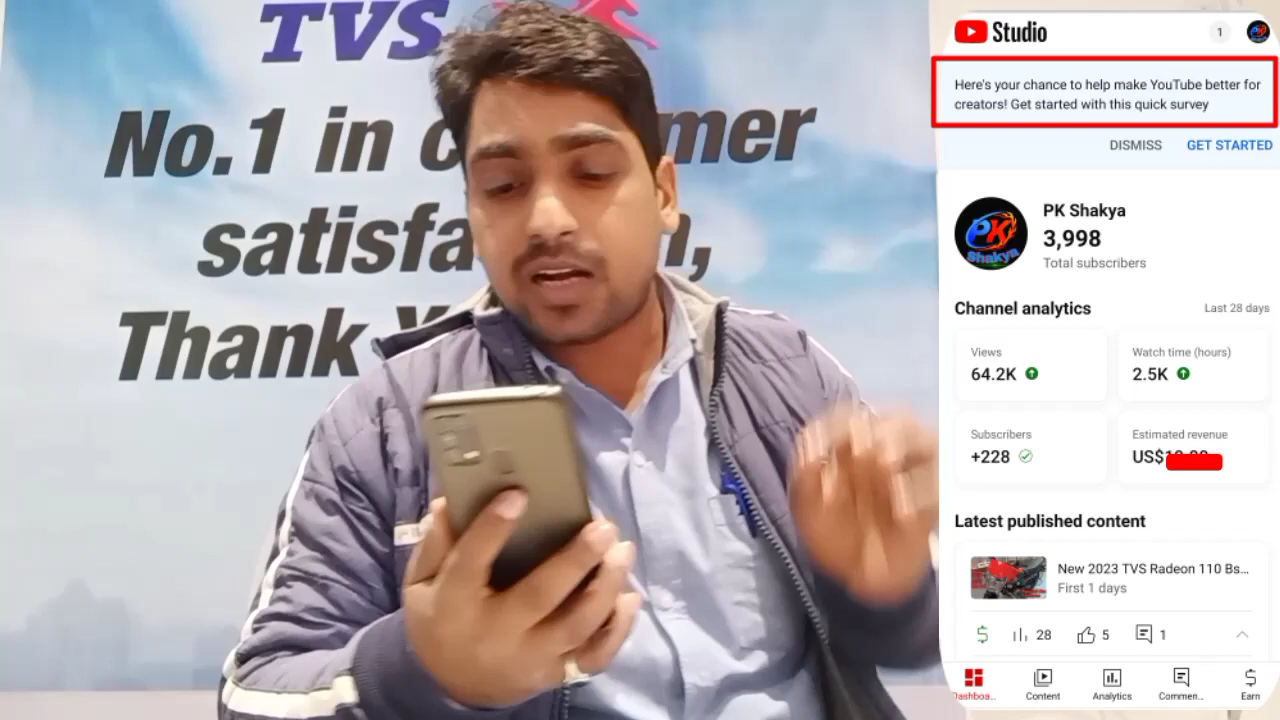 TVS
No.1 in
satisfa
Thank
Studio
1
Here's your chance to help make YouTube better for
creators! Get started with this quick survey
DISMISS GET STARTED
PK Shakya
3,998
Total subscribers
PK
Shakya
Channel analytics Last 28 days
Views
64.2K
Watch time (hours)
2.5K
Subscribers
+228
Estimated revenue
US$
Latest published content
New 2023 TVS Radeon 110 Bs...
First 1 days
28 5 1
Dashboa... Content Analytics Commen... Earn